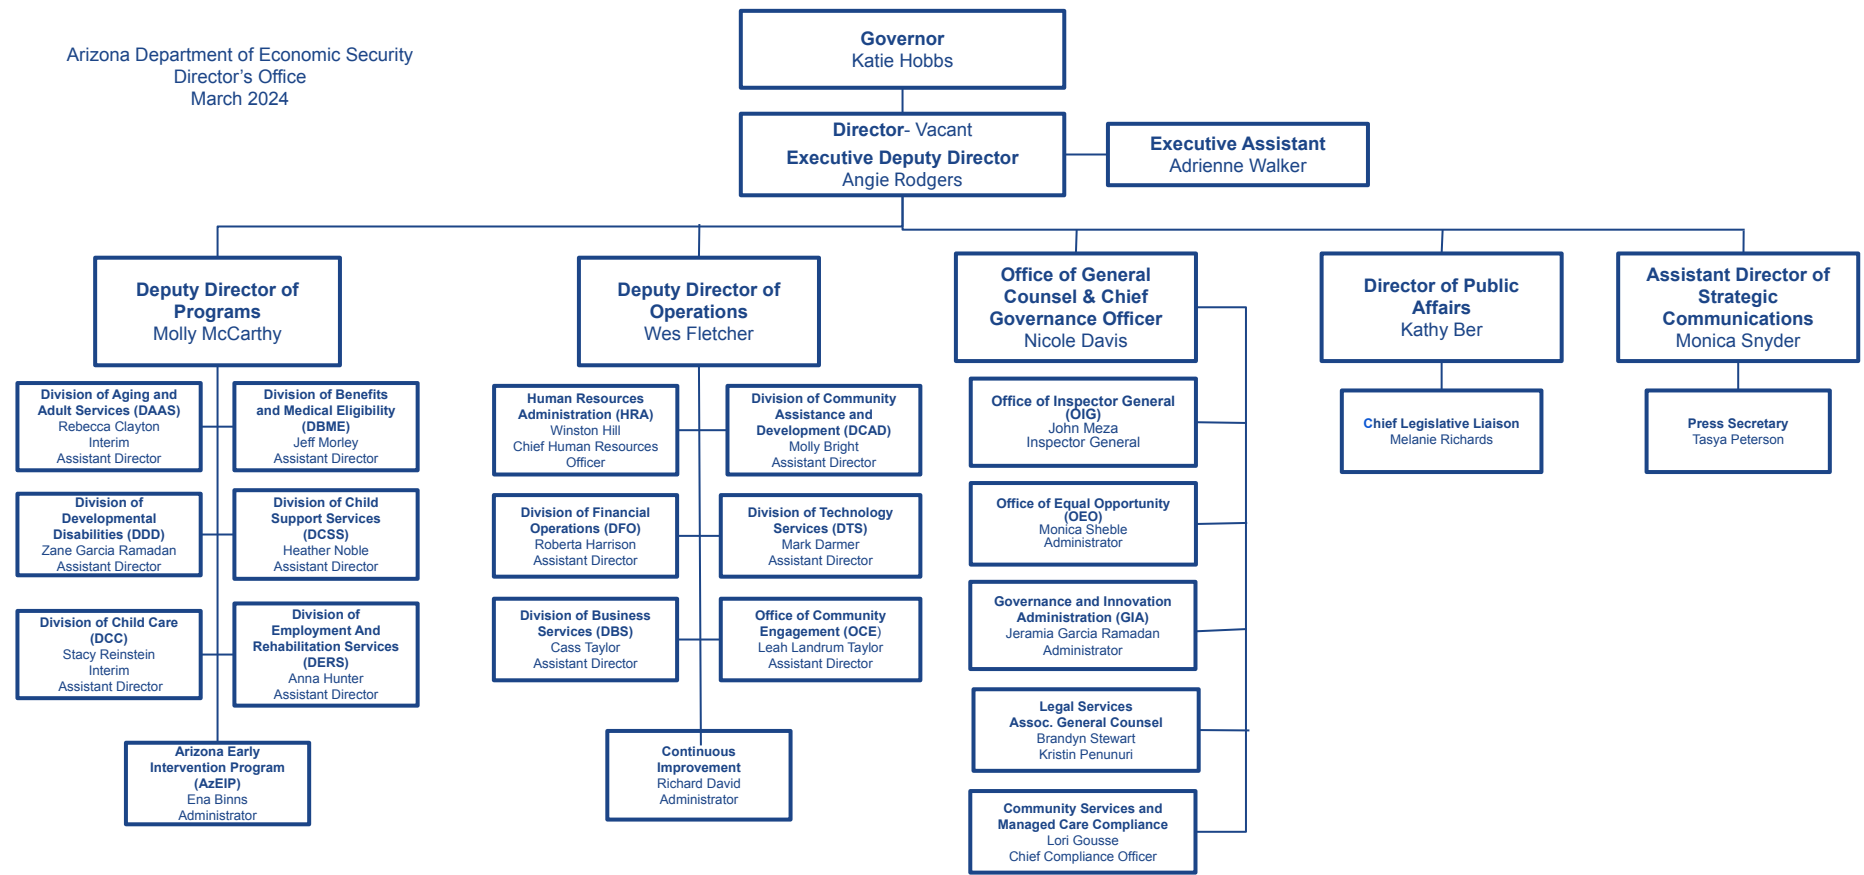 Arizona Department of Economic Security
Director's Office
March 2024
Governor
Katie Hobbs
Director- Vacant
Executive Deputy Director
Angie Rodgers
Executive Assistant
Adrienne Walker
Deputy Director of
Programs
Molly McCarthy
Division of Aging and
Adult Services (DAAS)
Rebecca Clayton
Interim
Assistant Director
Division of Benefits
and Medical Eligibility
(DBME)
Jeff Morley
Assistant Director
Division of
Developmental
Disabilities (DDD)
Zane Garcia Ramadan
Assistant Director
Division of Child
Support Services
(DCSS)
Heather Noble
Assistant Director
Division of Child Care
(DCC)
Stacy Reinstein
Interim
Assistant Director
Division of
Employment And
Rehabilitation Services
(DERS)
Anna Hunter
Assistant Director
Arizona Early
Intervention Program
(AzEIP)
Ena Binns
Administrator
Deputy Director of
Operations
Wes Fletcher
Human Resources
Administration (HRA)
Winston Hill
Chief Human Resources
Officer
Division of Community
Assistance and
Development (DCAD)
Molly Bright
Assistant Director
Division of Financial
Operations (DFO)
Roberta Harrison
Assistant Director
Division of Technology
Services (DTS)
Mark Darmer
Assistant Director
Division of Business
Services (DBS)
Cass Taylor
Assistant Director
Office of Community
Engagement (OCE)
Leah Landrum Taylor
Assistant Director
Continuous
Improvement
Richard David
Administrator
Office of General
Counsel & Chief
Governance Officer
Nicole Davis
Office of Inspector General
(OIG)
John Meza
Inspector General
Office of Equal Opportunity
(OEO)
Monica Sheble
Administrator
Governance and Innovation
Administration (GIA)
Jeramia Garcia Ramadan
Administrator
Legal Services
Assoc. General Counsel
Brandyn Stewart
Kristin Penunuri
Community Services and
Managed Care Compliance
Lori Gousse
Chief Compliance Officer
Director of Public
Affairs
Kathy Ber
Chief Legislative Liaison
Melanie Richards
Assistant Director of
Strategic
Communications
Monica Snyder
Press Secretary
Tasya Peterson